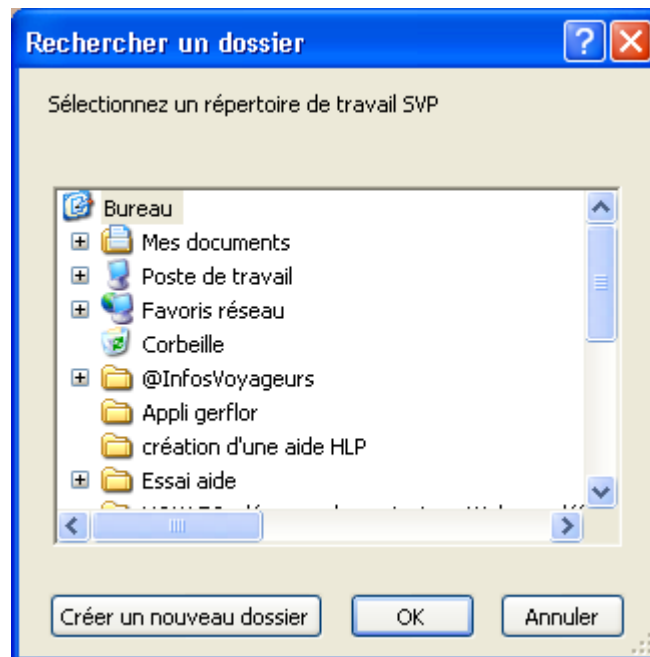 Rechercher un dossier
Sélectionnez un répertoire de travail SVP
Bureau
Mes documents
Poste de travail
Favoris réseau
Corbeille
@InfosVoyageurs
Appli gerflor
création d'une aide HLP
Essai aide
Créer un nouveau dossier
OK
Annuler